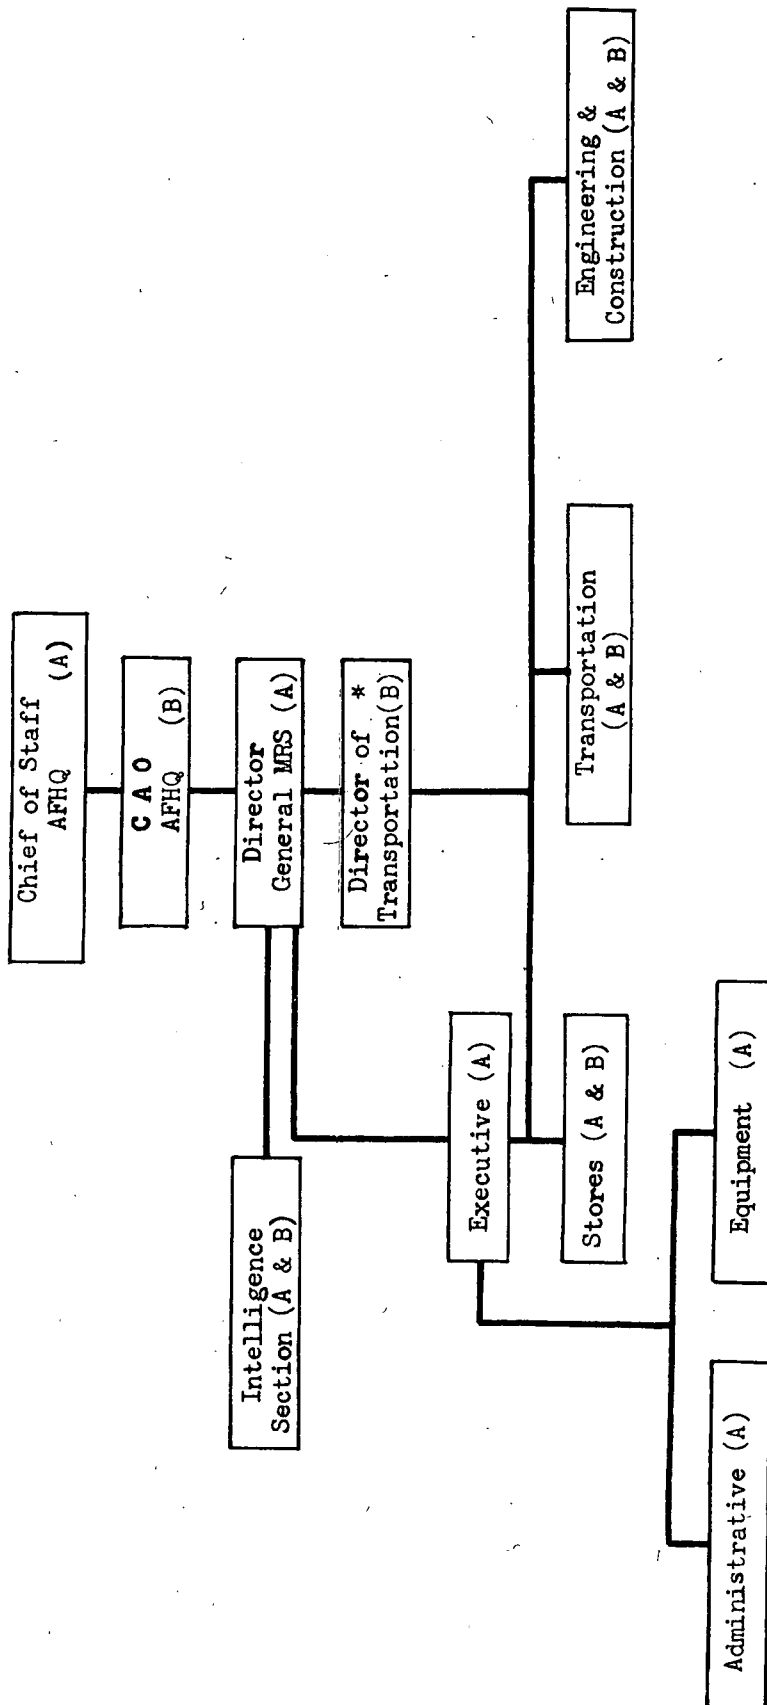 Chief of Staff
AFHQ (A)
C A O
AFHQ (B)
Director
General MRS (A)
Intelligence
Section (A & B)
Director of *
Transportation(B)
Executive (A)
Stores (A & B)
Transportation
(A & B)
Engineering &
Construction (A & B)
Administrative (A)
Equipment (A)